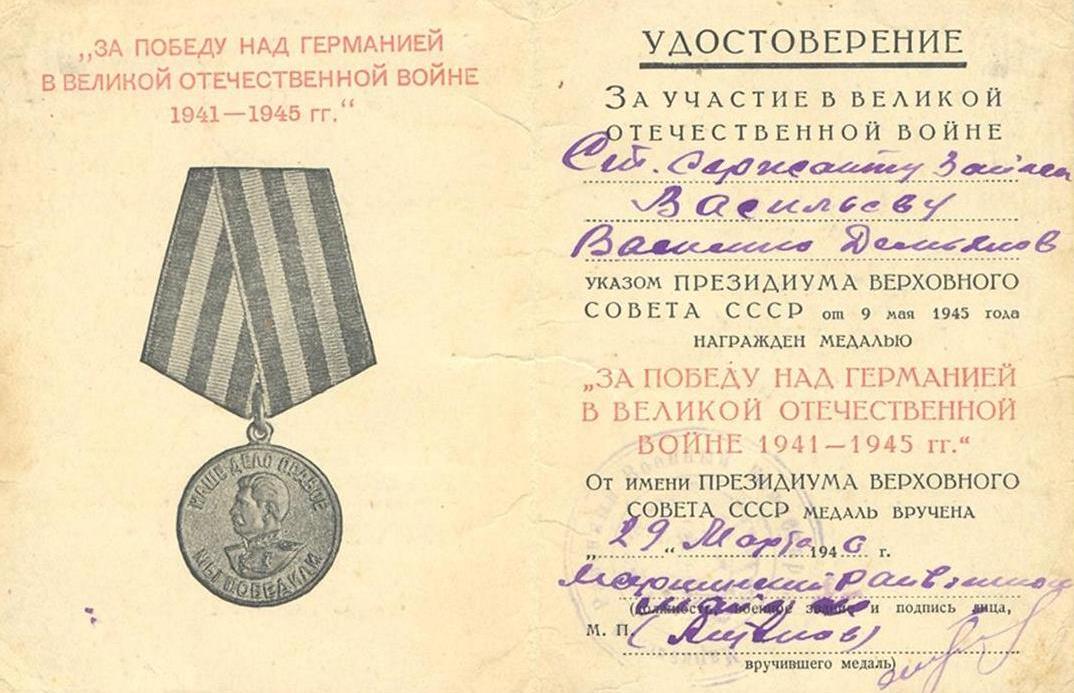 „ЗА ПОБЕДУ НАД ГЕРМАНИЕЙ
В ВЕЛИКОЙ ОТЕЧЕСТВЕННОЙ ВОЙНЕ
1941—1945 гг.“
НАШЕ ДЕЛО ПРАВОЕ
МЫ ПОБЕДИЛИ
УДОСТОВЕРЕНИЕ
ЗА УЧАСТИЕ В ВЕЛИКОЙ
ОТЕЧЕСТВЕННОЙ ВОЙНЕ
Ст. Сержанту
Васильеву
УКАЗОМ ПРЕЗИДИУМА ВЕРХОВНОГО
СОВЕТА СССР от 9 мая 1945 года
НАГРАЖДЕН МЕДАЛЬЮ
„ЗА ПОБЕДУ НАД ГЕРМАНИЕЙ
В ВЕЛИКОЙ ОТЕЧЕСТВЕННОЙ
ВОЙНЕ 1941—1945 гг.“
ОТ ИМЕНИ ПРЕЗИДИУМА ВЕРХОВНОГО
СОВЕТА СССР МЕДАЛЬ ВРУЧЕНА
„29“ Марта 1946 г.
(должность, военное звание и подпись лица,
М. П.
вручившего медаль)